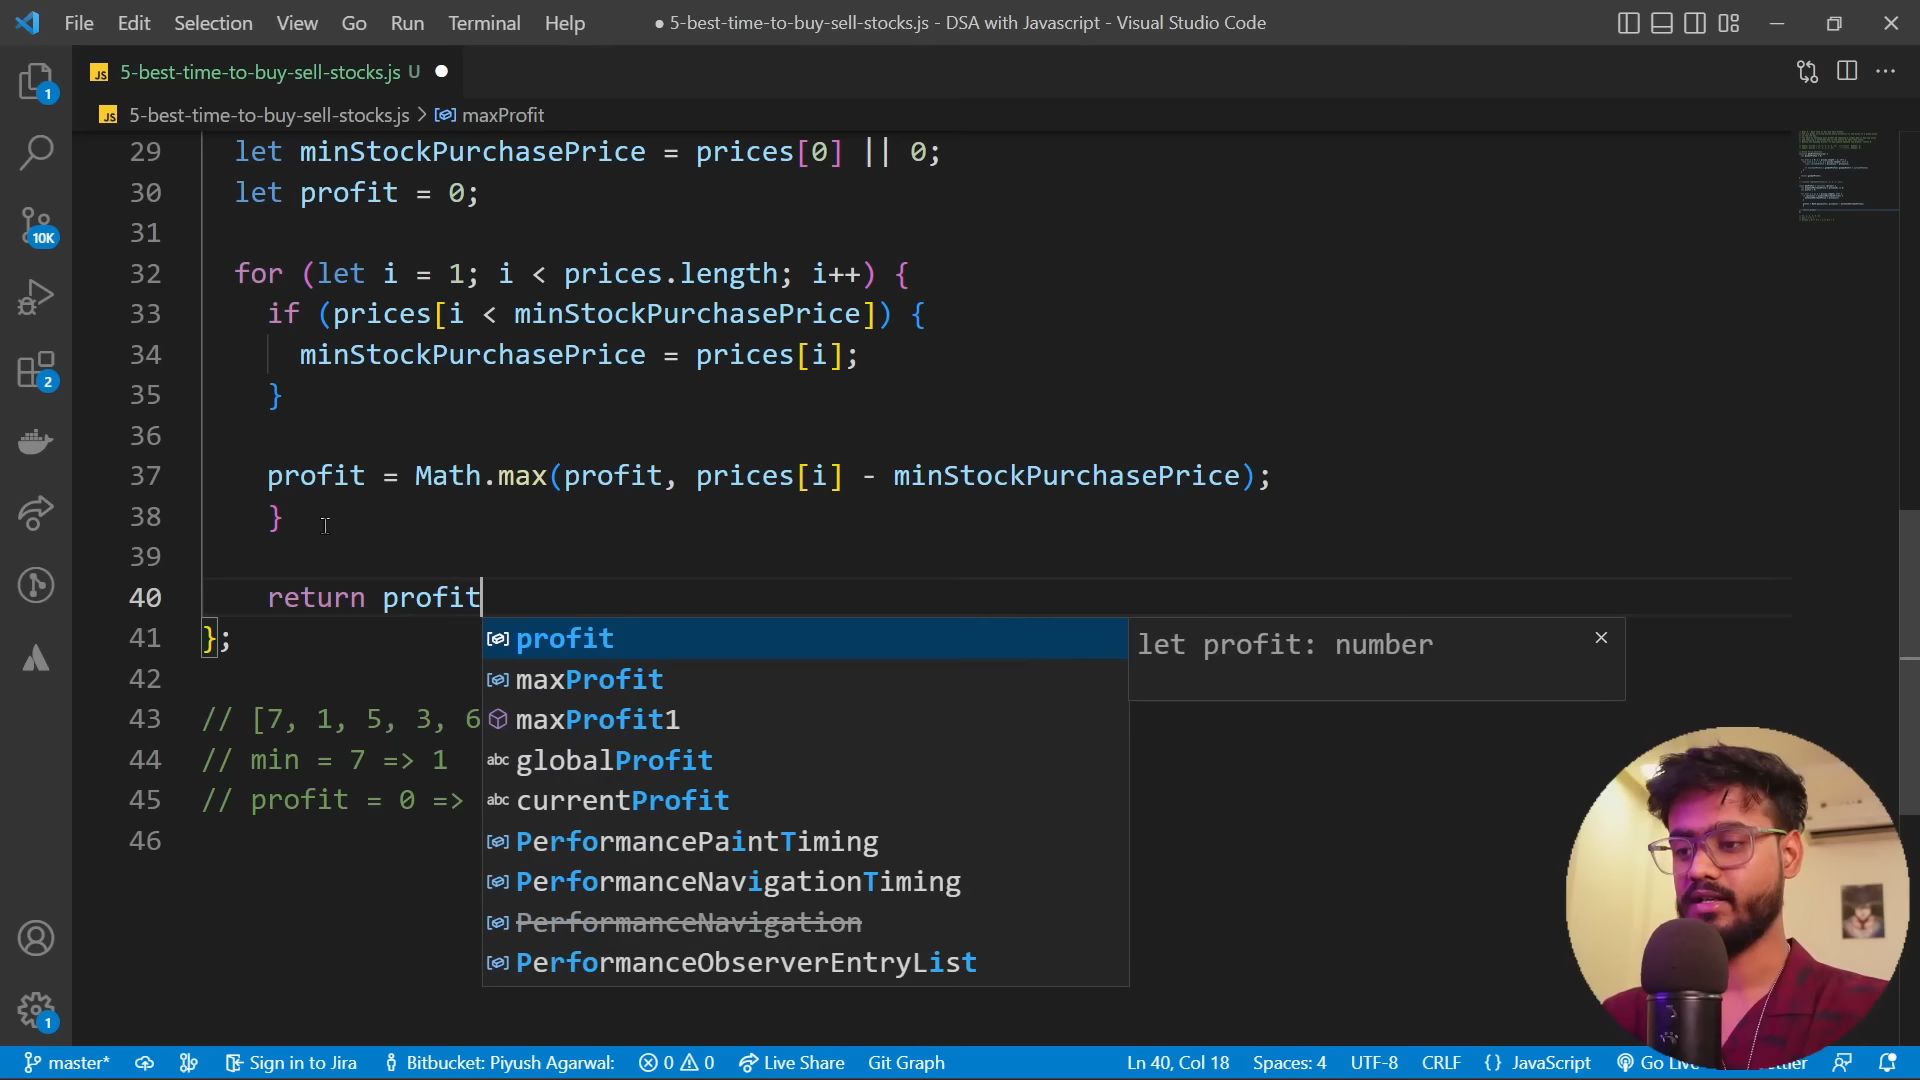 File Edit Selection View Go Run Terminal Help
● 5-best-time-to-buy-sell-stocks.js - DSA with Javascript - Visual Studio Code
JS 5-best-time-to-buy-sell-stocks.js U ●
JS 5-best-time-to-buy-sell-stocks.js > maxProfit
1
10K
2
1
29 let minStockPurchasePrice = prices[0] || 0;
30 let profit = 0;
31
32 for (let i = 1; i < prices.length; i++) {
33 if (prices[i < minStockPurchasePrice]) {
34 minStockPurchasePrice = prices[i];
35 }
36
37 profit = Math.max(profit, prices[i] - minStockPurchasePrice);
38 }
39
40 return profit
41 };
42
43 // [7, 1, 5, 3, 6
44 // min = 7 => 1
45 // profit = 0 =>
46
profit
maxProfit
maxProfit1
abc globalProfit
abc currentProfit
PerformancePaintTiming
PerformanceNavigationTiming
PerformanceNavigation
PerformanceObserverEntryList
let profit: number
master* Sign in to Jira Bitbucket: Piyush Agarwal: 0 0 Live Share Git Graph Ln 40, Col 18 Spaces: 4 UTF-8 CRLF { } JavaScript Go